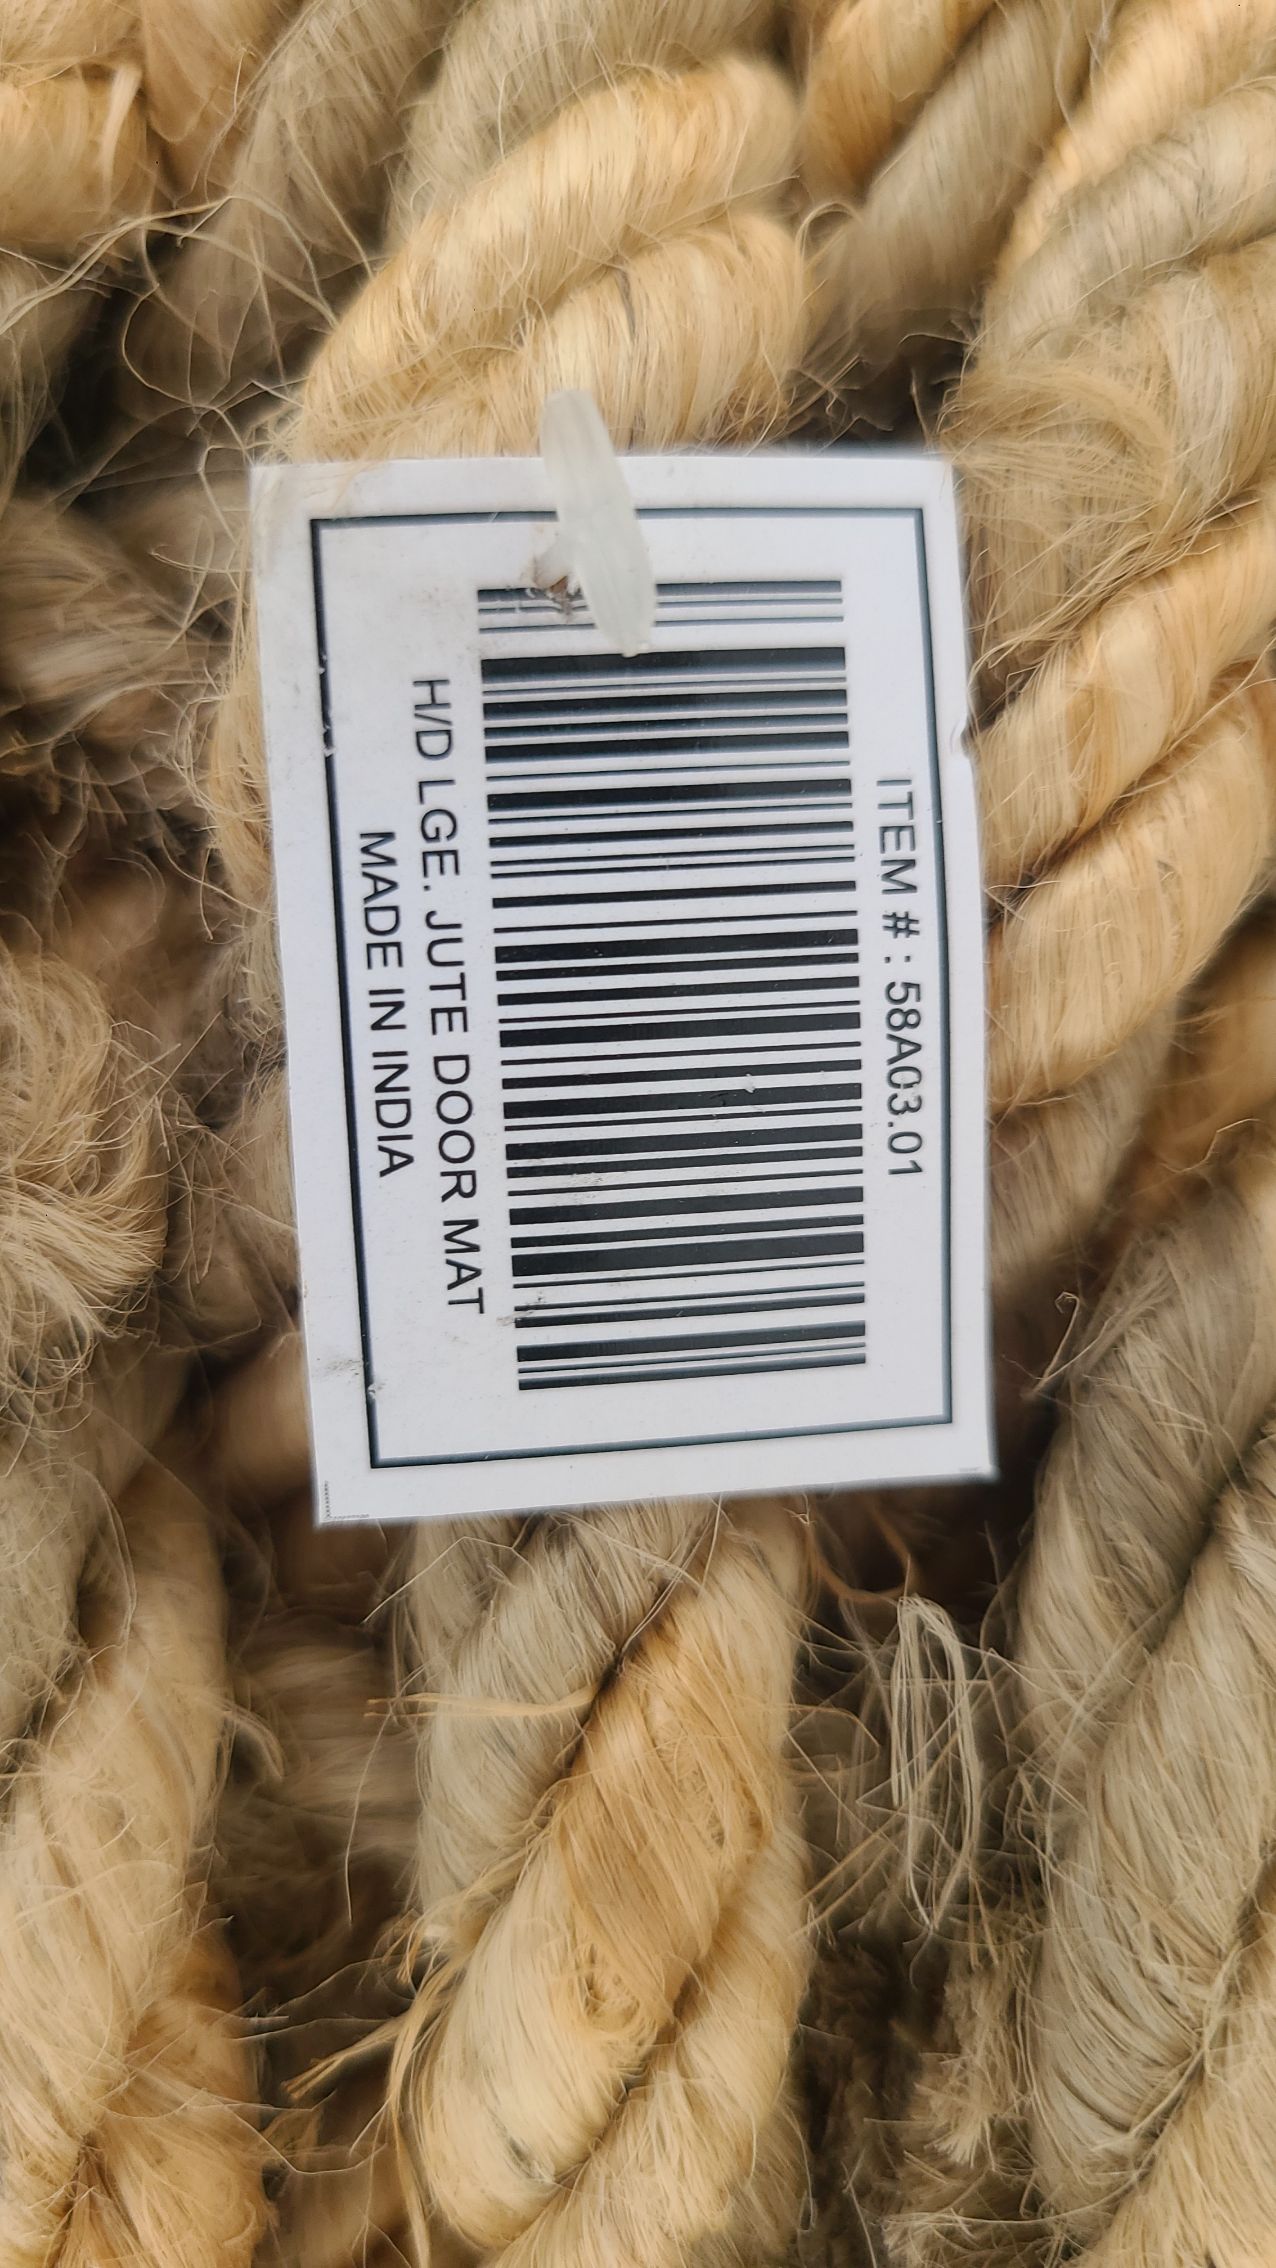 ITEM # : 58A03.01
H/D LGE. JUTE DOOR MAT
MADE IN INDIA